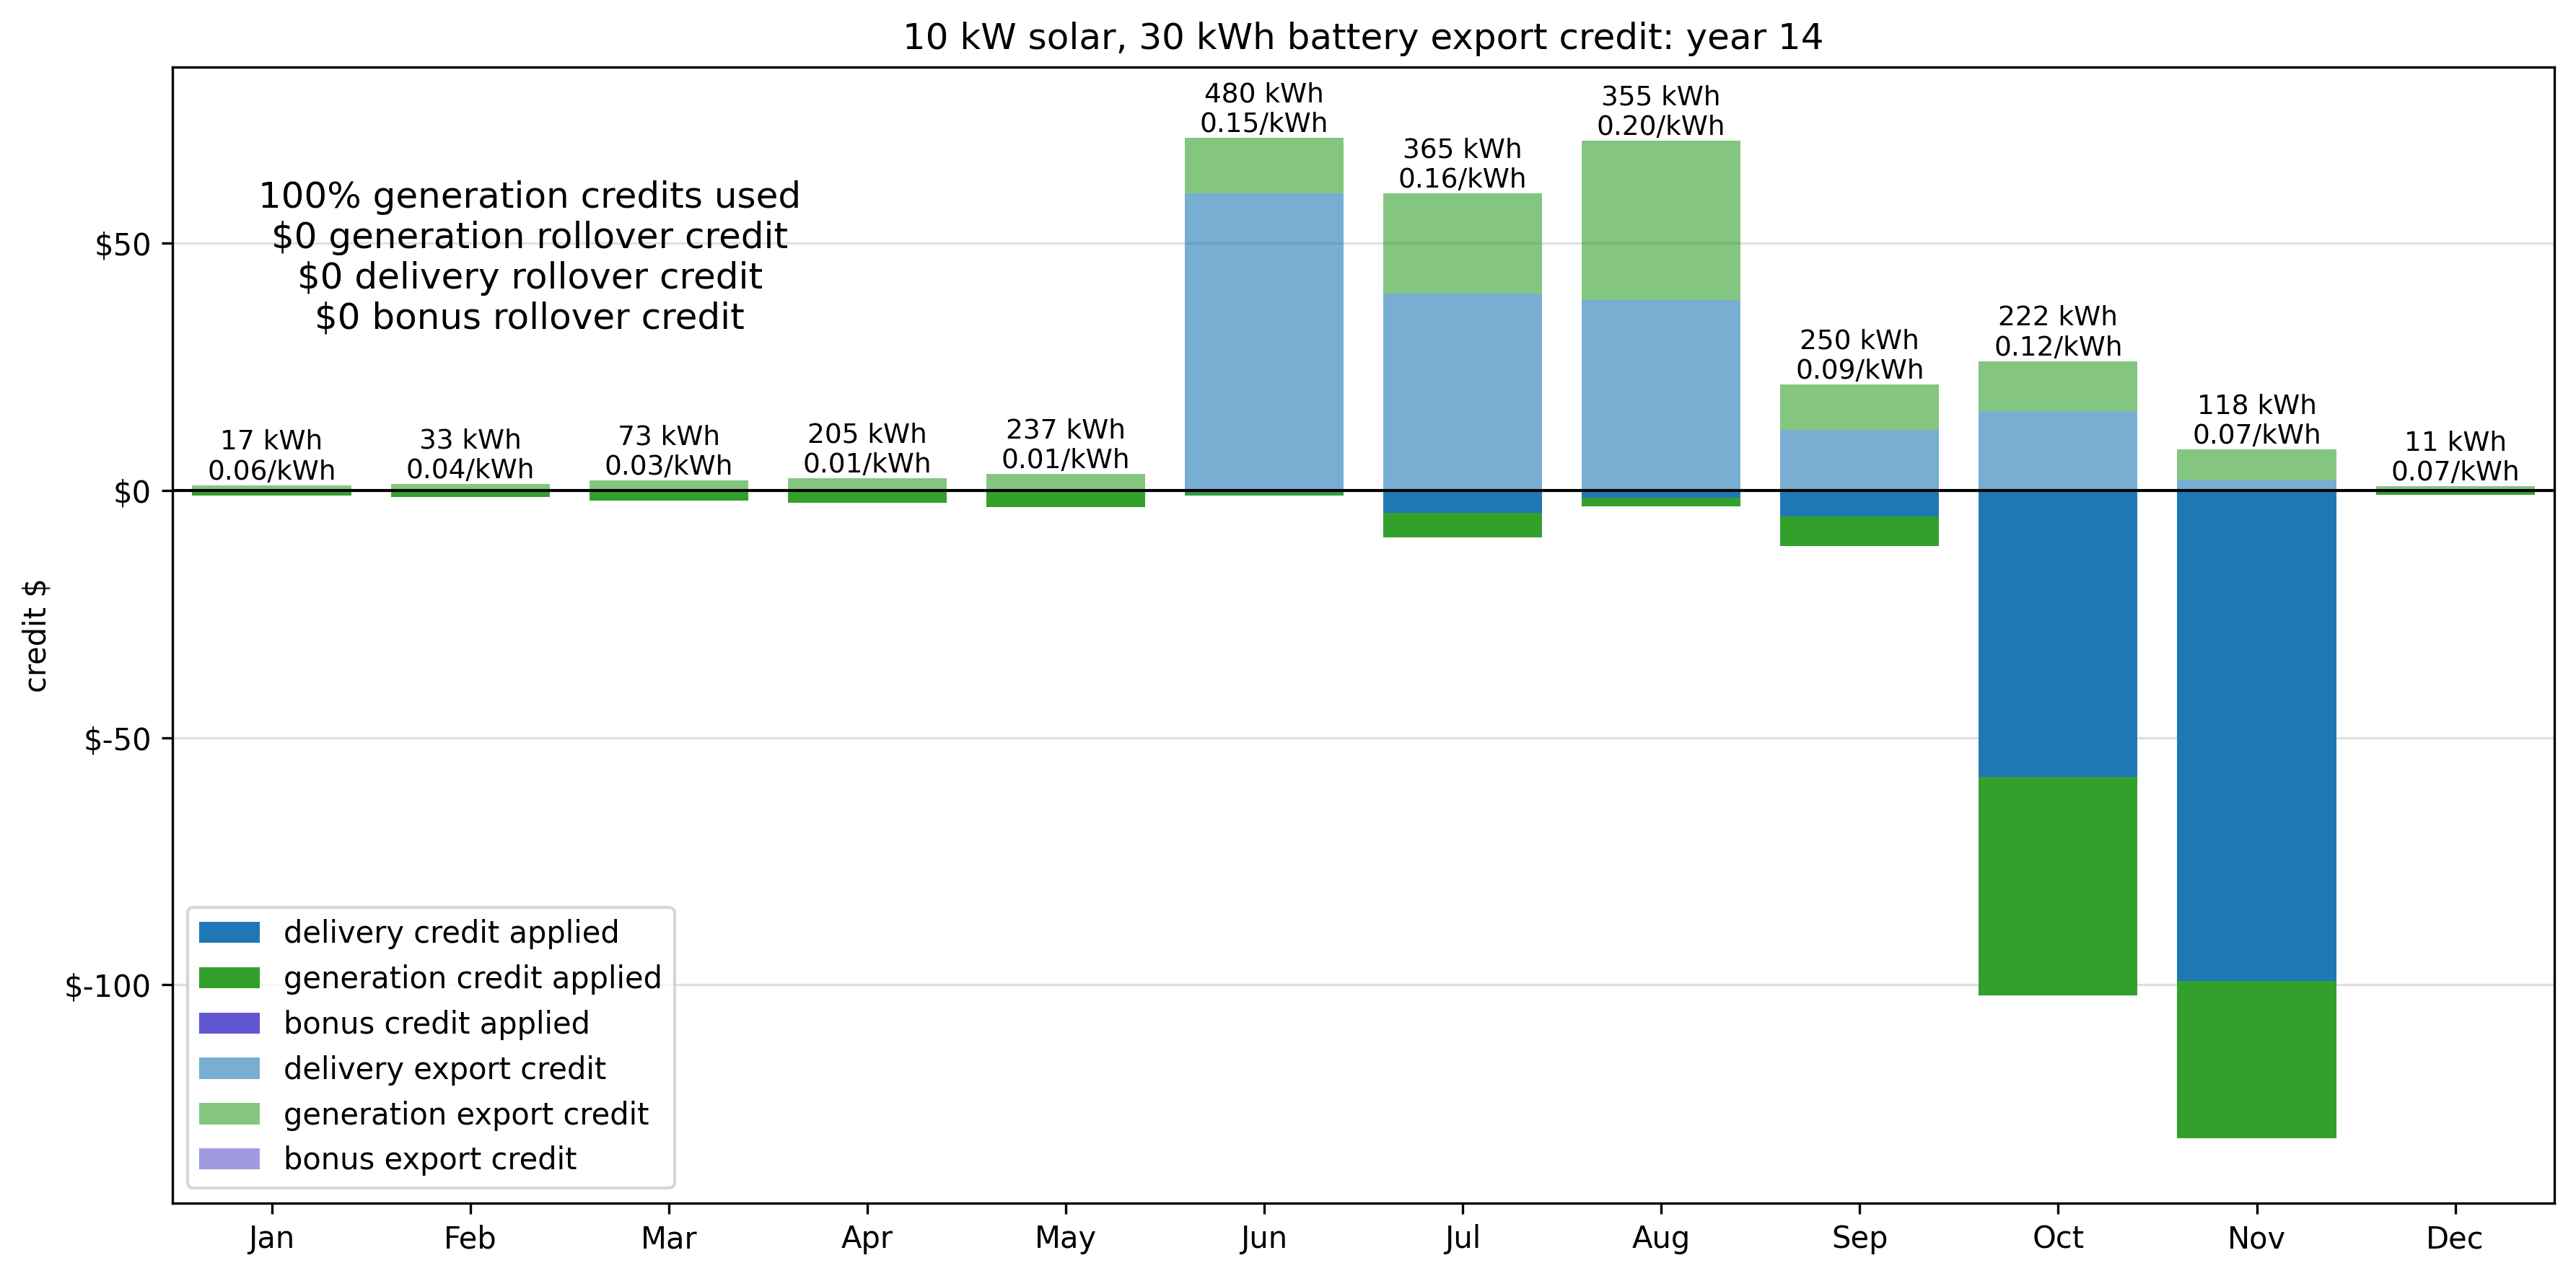 10 kW solar, 30 kWh battery export credit: year 14
480 kWh
0.15/kWh
355 kWh
0.20/kWh
365 kWh
0.16/kWh
100% generation credits used
$0 generation rollover credit
$0 delivery rollover credit
$0 bonus rollover credit
250 kWh
0.09/kWh
222 kWh
0.12/kWh
118 kWh
0.07/kWh
17 kWh
0.06/kWh
33 kWh
0.04/kWh
73 kWh
0.03/kWh
205 kWh
0.01/kWh
237 kWh
0.01/kWh
11 kWh
0.07/kWh
$50
$0
$-50
$-100
credit $
delivery credit applied
generation credit applied
bonus credit applied
delivery export credit
generation export credit
bonus export credit
Jan Feb Mar Apr May Jun Jul Aug Sep Oct Nov Dec